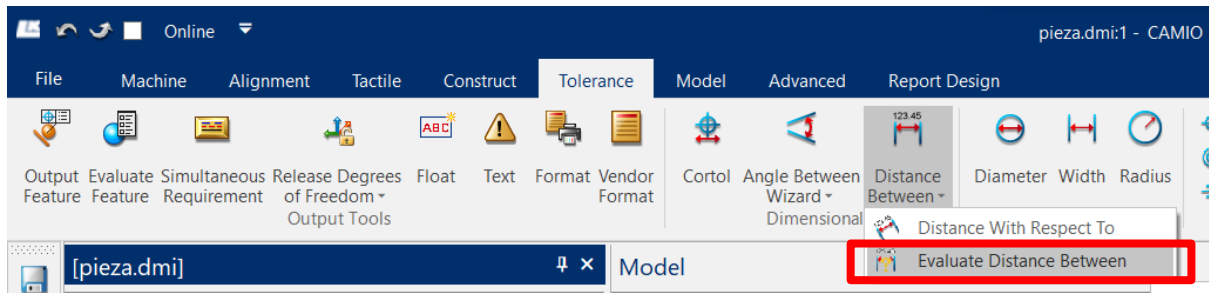 Online
pieza.dmi:1 - CAMIO
File Machine Alignment Tactile Construct Tolerance Model Advanced Report Design
ABC 123.45
Output Evaluate Simultaneous Release Degrees Float Text Format Vendor Cortol Angle Between Distance Diameter Width Radius
Feature Feature Requirement of Freedom Format Wizard Between
Output Tools Dimensional
Distance With Respect To
[pieza.dmi] Model Evaluate Distance Between